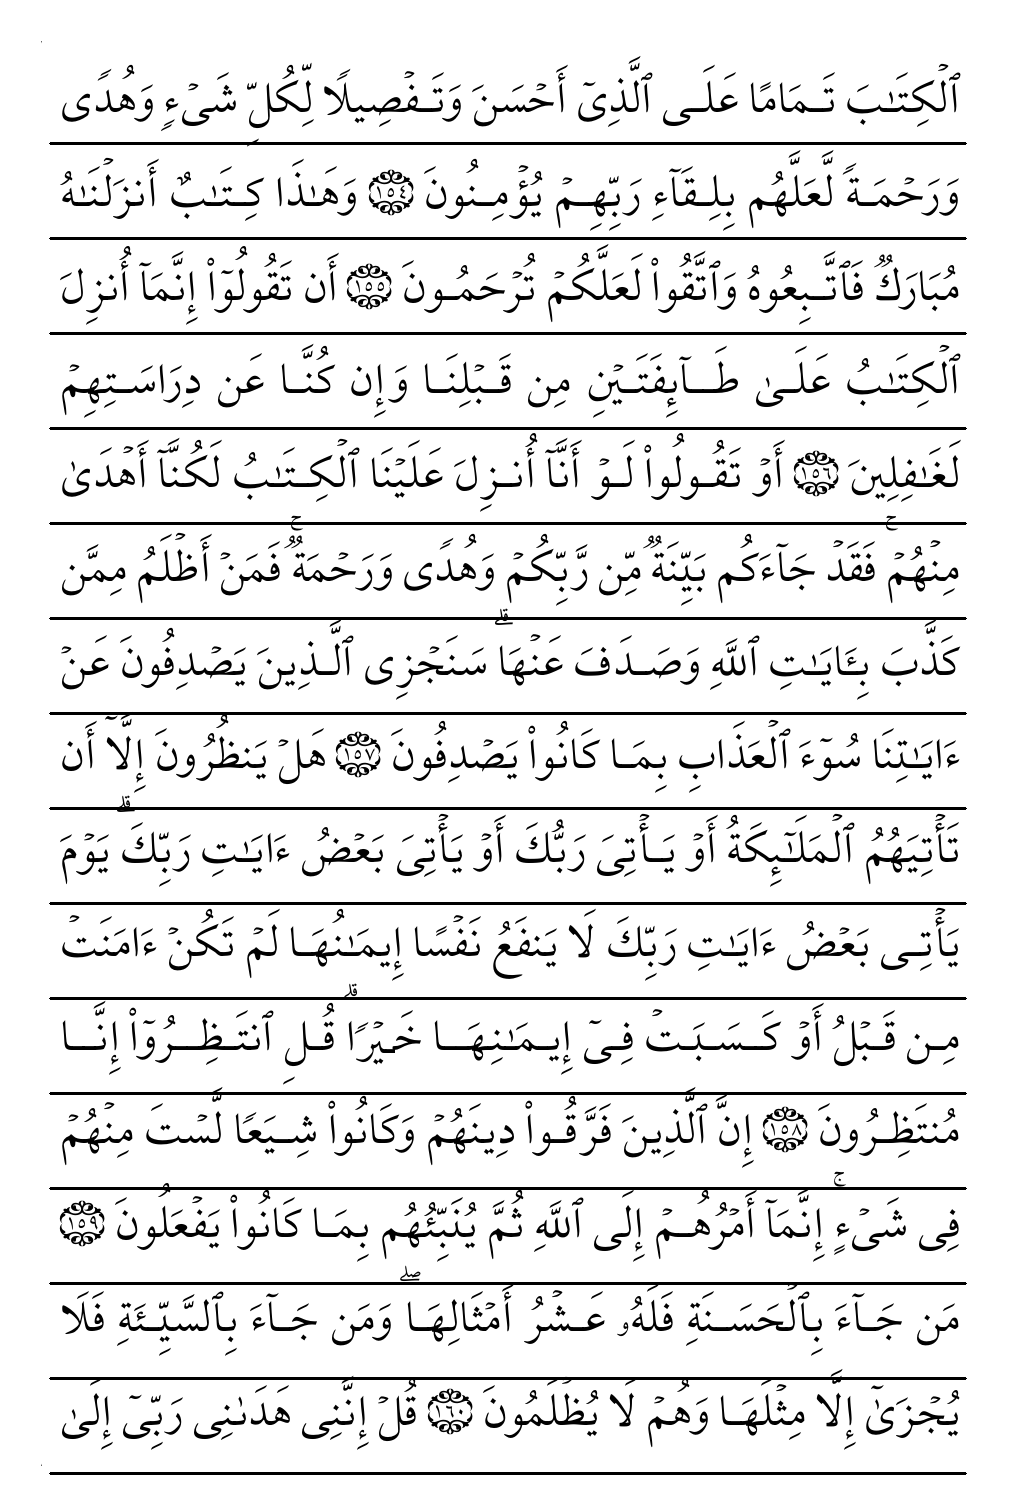 ٱلۡكِتَٰبَ تَمَامًا عَلَى ٱلَّذِيٓ أَحۡسَنَ وَتَفۡصِيلٗا لِّكُلِّ شَيۡءٖ وَهُدٗى
وَرَحۡمَةٗ لَّعَلَّهُم بِلِقَآءِ رَبِّهِمۡ يُؤۡمِنُونَ ١٥٤ وَهَٰذَا كِتَٰبٌ أَنزَلۡنَٰهُ
مُبَارَكٞ فَٱتَّبِعُوهُ وَٱتَّقُواْ لَعَلَّكُمۡ تُرۡحَمُونَ ١٥٥ أَن تَقُولُوٓاْ إِنَّمَآ أُنزِلَ
ٱلۡكِتَٰبُ عَلَىٰ طَآئِفَتَيۡنِ مِن قَبۡلِنَا وَإِن كُنَّا عَن دِرَاسَتِهِمۡ
لَغَٰفِلِينَ ١٥٦ أَوۡ تَقُولُواْ لَوۡ أَنَّآ أُنزِلَ عَلَيۡنَا ٱلۡكِتَٰبُ لَكُنَّآ أَهۡدَىٰ
مِنۡهُمۡۚ فَقَدۡ جَآءَكُم بَيِّنَةٞ مِّن رَّبِّكُمۡ وَهُدٗى وَرَحۡمَةٞۚ فَمَنۡ أَظۡلَمُ مِمَّن
كَذَّبَ بِـَٔايَٰتِ ٱللَّهِ وَصَدَفَ عَنۡهَاۗ سَنَجۡزِي ٱلَّذِينَ يَصۡدِفُونَ عَنۡ
ءَايَٰتِنَا سُوٓءَ ٱلۡعَذَابِ بِمَا كَانُواْ يَصۡدِفُونَ ١٥٧ هَلۡ يَنظُرُونَ إِلَّآ أَن
تَأۡتِيَهُمُ ٱلۡمَلَٰٓئِكَةُ أَوۡ يَأۡتِيَ رَبُّكَ أَوۡ يَأۡتِيَ بَعۡضُ ءَايَٰتِ رَبِّكَۗ يَوۡمَ
يَأۡتِي بَعۡضُ ءَايَٰتِ رَبِّكَ لَا يَنفَعُ نَفۡسًا إِيمَٰنُهَا لَمۡ تَكُنۡ ءَامَنَتۡ
مِن قَبۡلُ أَوۡ كَسَبَتۡ فِيٓ إِيمَٰنِهَا خَيۡرٗاۗ قُلِ ٱنتَظِرُوٓاْ إِنَّا
مُنتَظِرُونَ ١٥٨ إِنَّ ٱلَّذِينَ فَرَّقُواْ دِينَهُمۡ وَكَانُواْ شِيَعٗا لَّسۡتَ مِنۡهُمۡ
فِي شَيۡءٍۚ إِنَّمَآ أَمۡرُهُمۡ إِلَى ٱللَّهِ ثُمَّ يُنَبِّئُهُم بِمَا كَانُواْ يَفۡعَلُونَ ١٥٩
مَن جَآءَ بِٱلۡحَسَنَةِ فَلَهُۥ عَشۡرُ أَمۡثَالِهَاۖ وَمَن جَآءَ بِٱلسَّيِّئَةِ فَلَا
يُجۡزَىٰٓ إِلَّا مِثۡلَهَا وَهُمۡ لَا يُظۡلَمُونَ ١٦٠ قُلۡ إِنَّنِي هَدَىٰنِي رَبِّيٓ إِلَىٰ